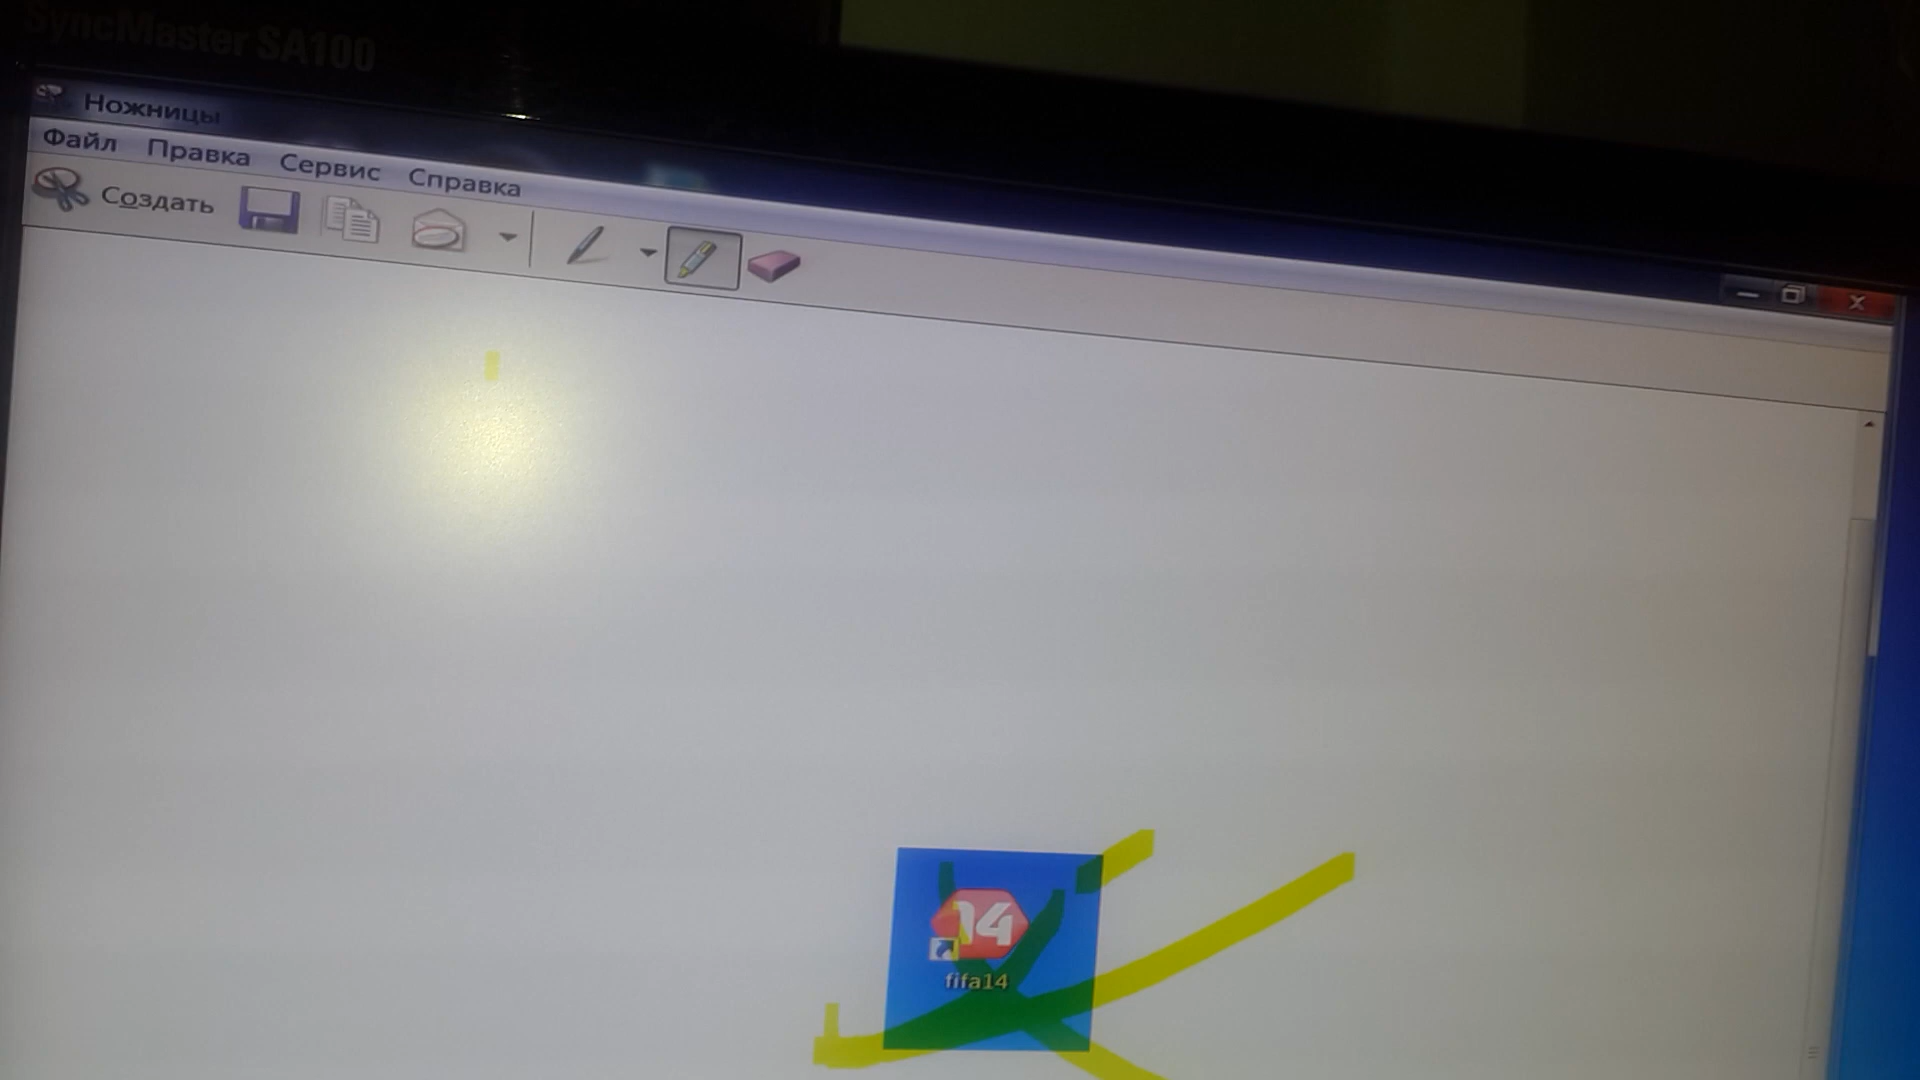 SyncMaster SA100
Ножницы
Файл Правка Сервис Справка
Создать
14
fifa14